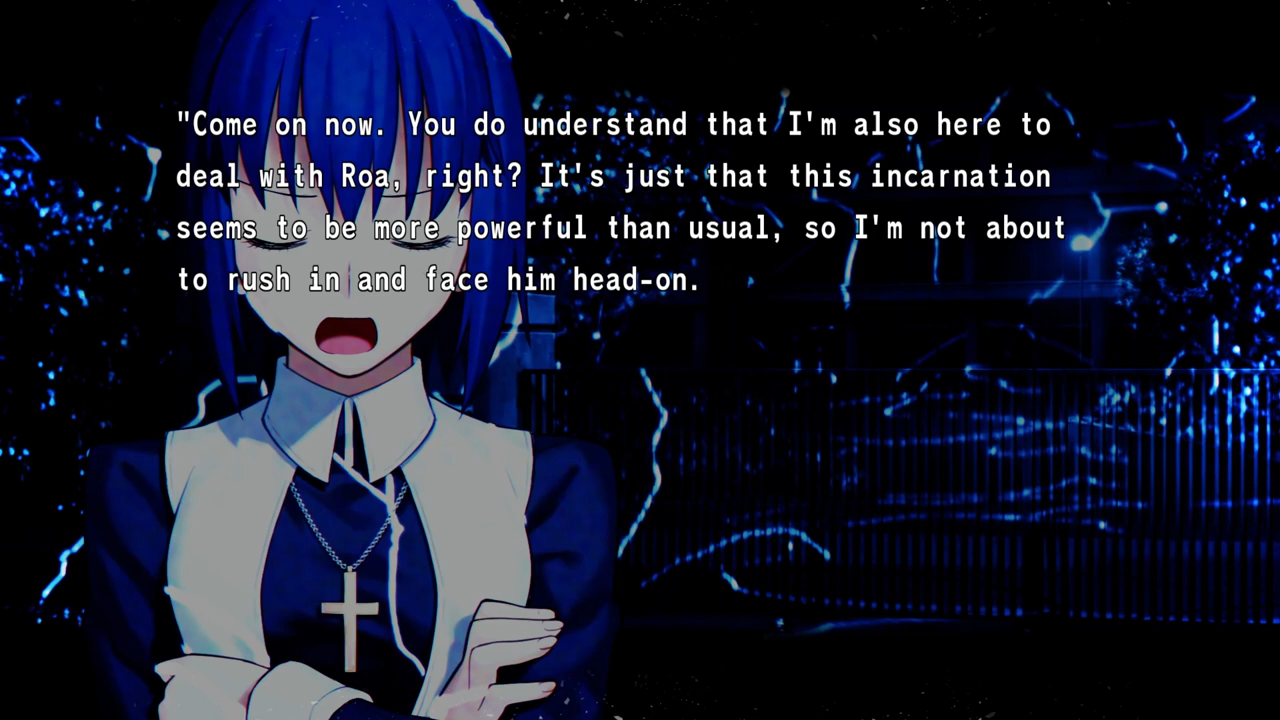 "Come on now. You do understand that I'm also here to
deal with Roa, right? It's just that this incarnation
seems to be more powerful than usual, so I'm not about
to rush in and face him head-on.